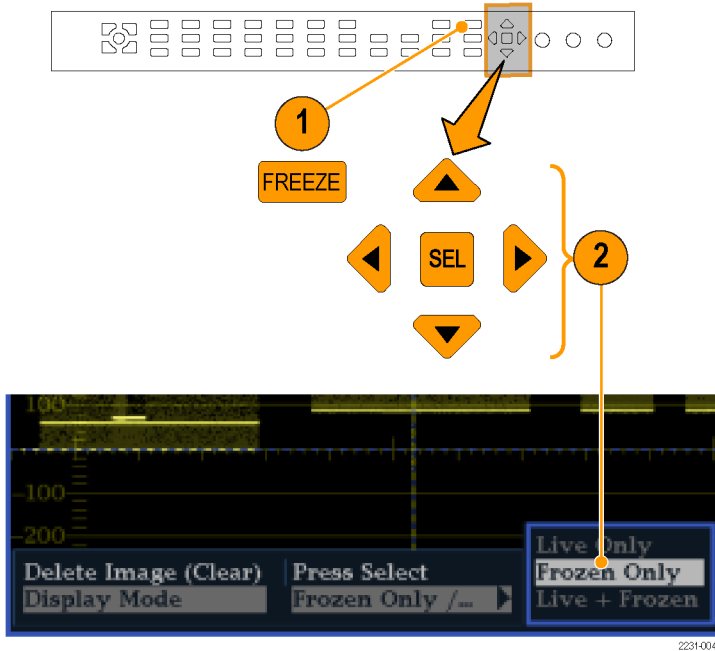 1
FREEZE
SEL
2
100
-100
-200
Live Only
Delete Image (Clear) Press Select Frozen Only
Display Mode Frozen Only /... Live + Frozen
2231-004